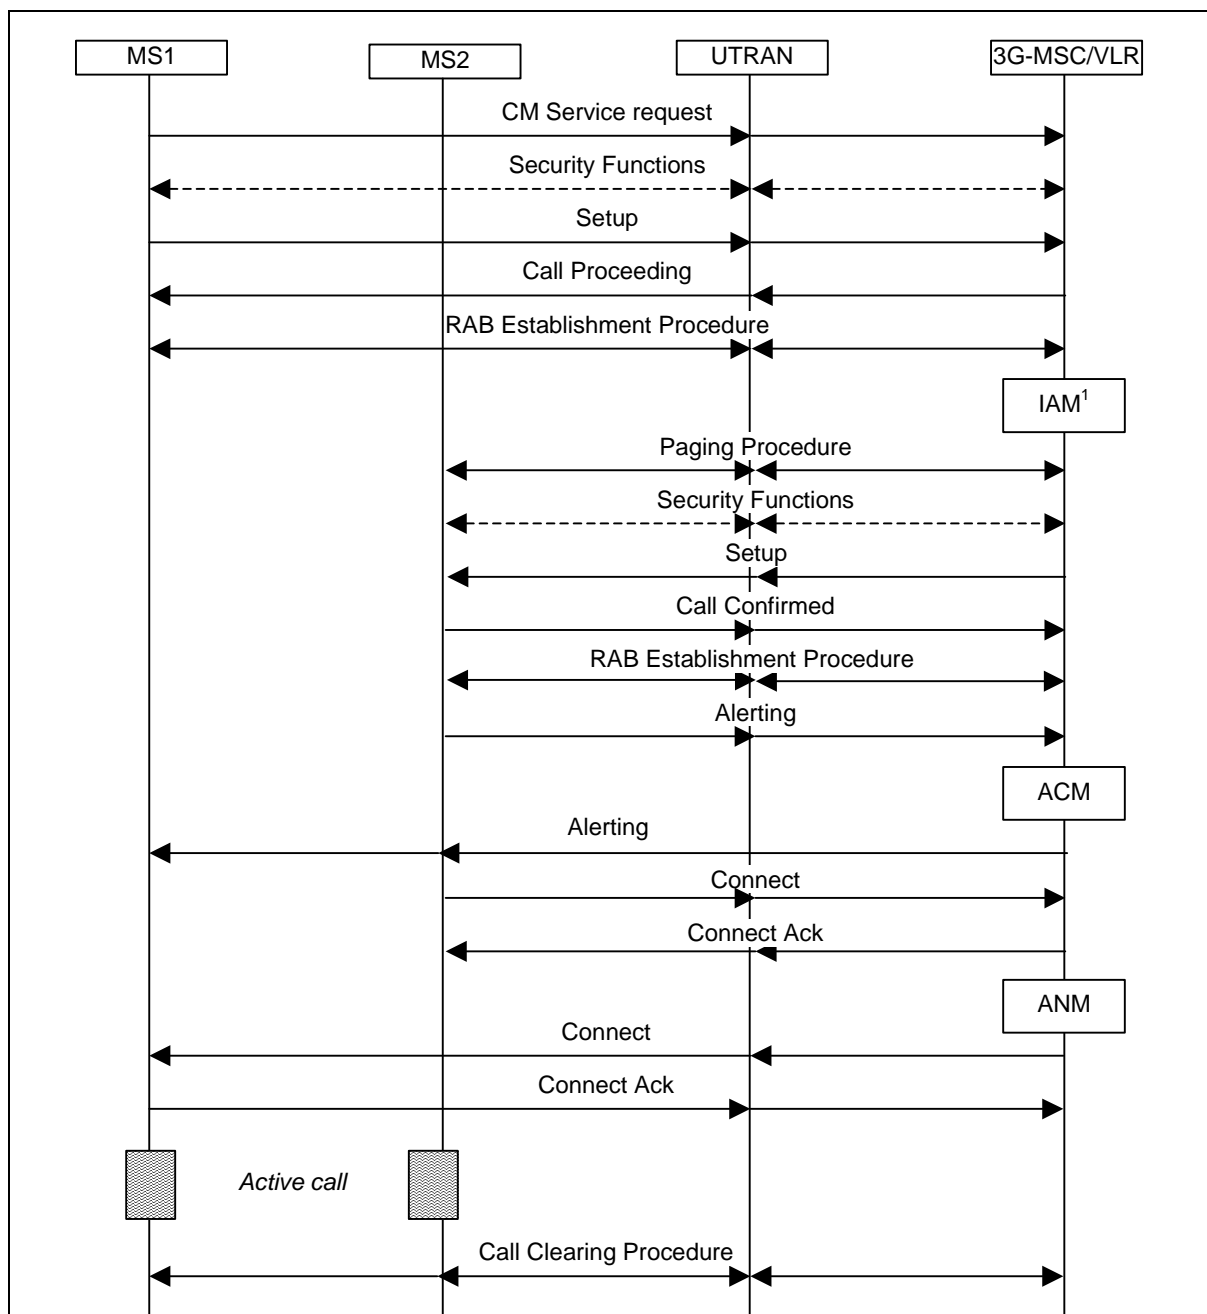 MS1
MS2
UTRAN
3G-MSC/VLR
CM Service request
Security Functions
Setup
Call Proceeding
RAB Establishment Procedure
IAM¹
Paging Procedure
Security Functions
Setup
Call Confirmed
RAB Establishment Procedure
Alerting
ACM
Alerting
Connect
Connect Ack
ANM
Connect
Connect Ack
Active call
Call Clearing Procedure